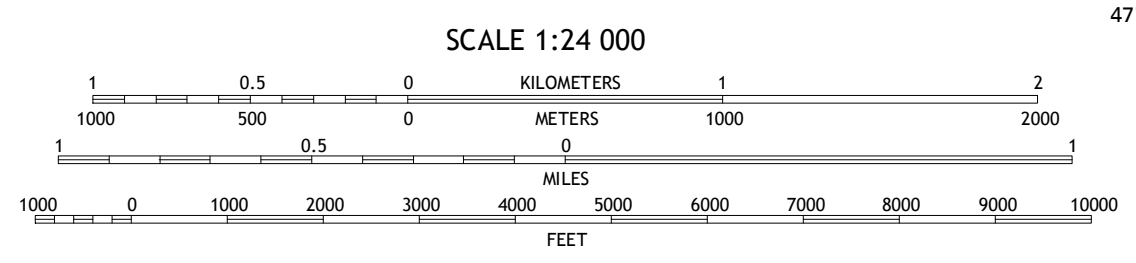 47
SCALE 1:24 000
1 0.5 0 KILOMETERS 1 2
1000 500 0 METERS 1000 2000
1 0.5 0 1
MILES
1000 0 1000 2000 3000 4000 5000 6000 7000 8000 9000 10000
FEET